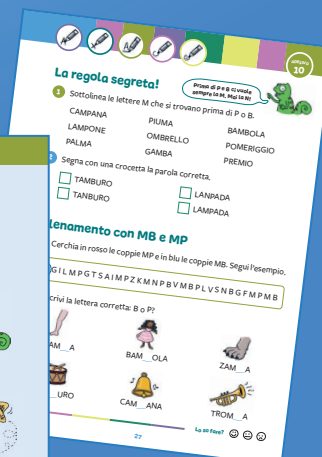 SCOPRO
10
La regola segreta!
Prima di P e B ci vuole
sempre la M. Mai la N!
1 Sottolinea le lettere M che si trovano prima di P o B.
CAMPANA PIUMA BAMBOLA
LAMPONE OMBRELLO POMERIGGIO
PALMA GAMBA PREMIO
2 Segna con una crocetta la parola corretta.
TAMBURO LANPADA
TANBURO LAMPADA
lenamento con MB e MP
Cerchia in rosso le coppie MP e in blu le coppie MB. Segui l'esempio.
G I L M P G T S A I M P Z K M N P B V M B P L V S N B G F M P M B
crivi la lettera corretta: B o P?
AM__A BAM__OLA ZAM__A
__URO CAM__ANA TROM__A
Lo so fare?
27